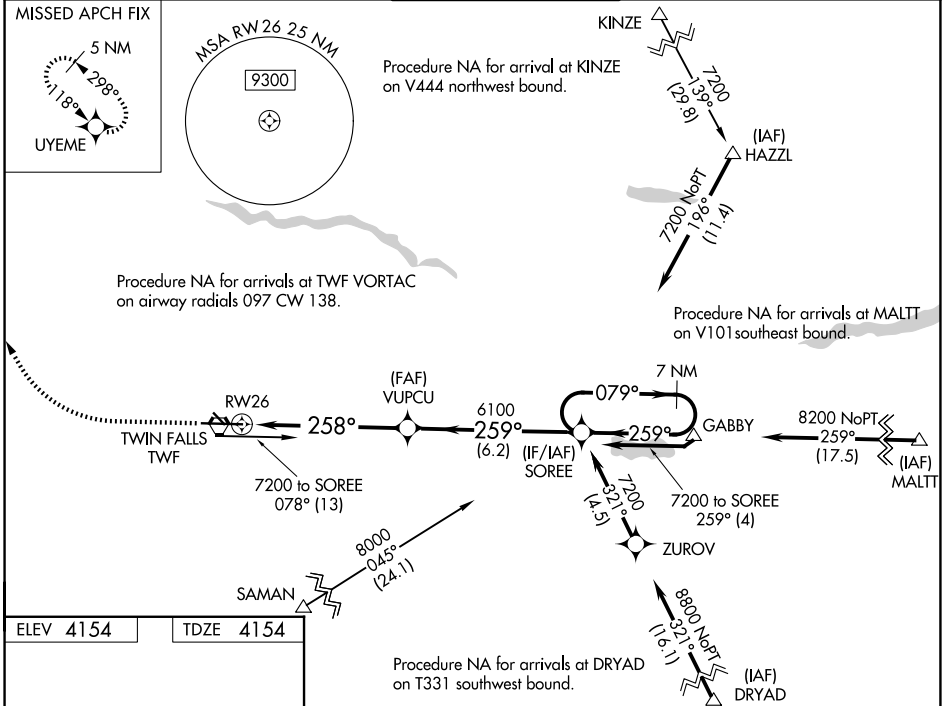 MISSED APCH FIX
5 NM
298°
118°
UYEME
MSA RW26 25 NM
9300
Procedure NA for arrival at KINZE
on V444 northwest bound.
KINZE
7200
139°
(29.8)
(IAF)
HAZZL
7200 NoPT
196°
(11.4)
Procedure NA for arrivals at TWF VORTAC
on airway radials 097 CW 138.
Procedure NA for arrivals at MALTT
on V101southeast bound.
RW26
TWIN FALLS
TWF
258°
(FAF)
VUPCU
6100
259°
(6.2)
(IF/IAF)
SOREE
079°
7 NM
259°
GABBY
8200 NoPT
259°
(17.5)
(IAF)
MALTT
7200 to SOREE
078° (13)
7200 to SOREE
259° (4)
7200
321°
(4.5)
ZUROV
8000
045°
(24.1)
SAMAN
8800 NoPT
321°
(16.1)
(IAF)
DRYAD
Procedure NA for arrivals at DRYAD
on T331 southwest bound.
ELEV 4154
TDZE 4154